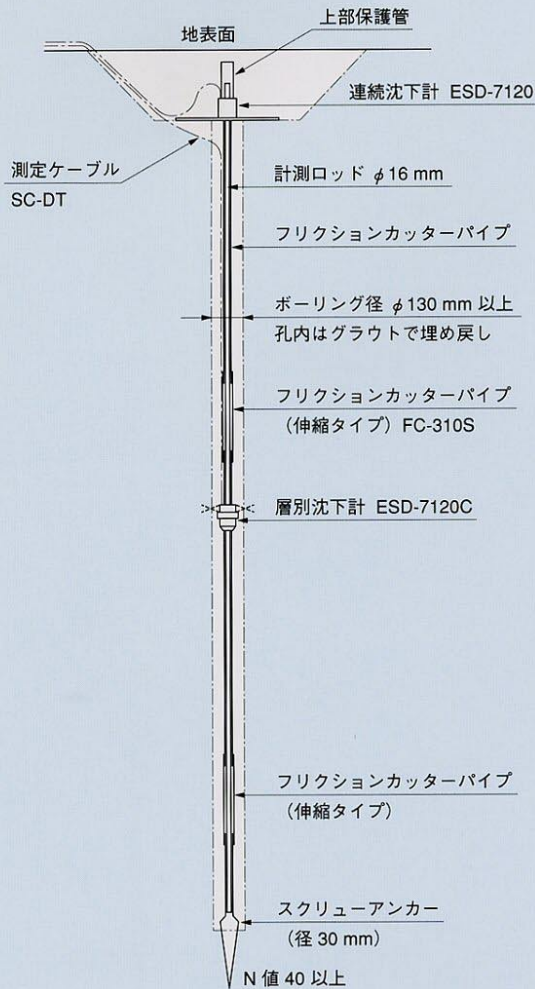 上部保護管
地表面
連続沈下計 ESD-7120
測定ケーブル
SC-DT
計測ロッド φ16 mm
フリクションカッターパイプ
ボーリング径 φ130 mm 以上
孔内はグラウトで埋め戻し
フリクションカッターパイプ
（伸縮タイプ）FC-310S
層別沈下計 ESD-7120C
フリクションカッターパイプ
（伸縮タイプ）
スクリューアンカー
（径 30 mm）
N 値 40 以上